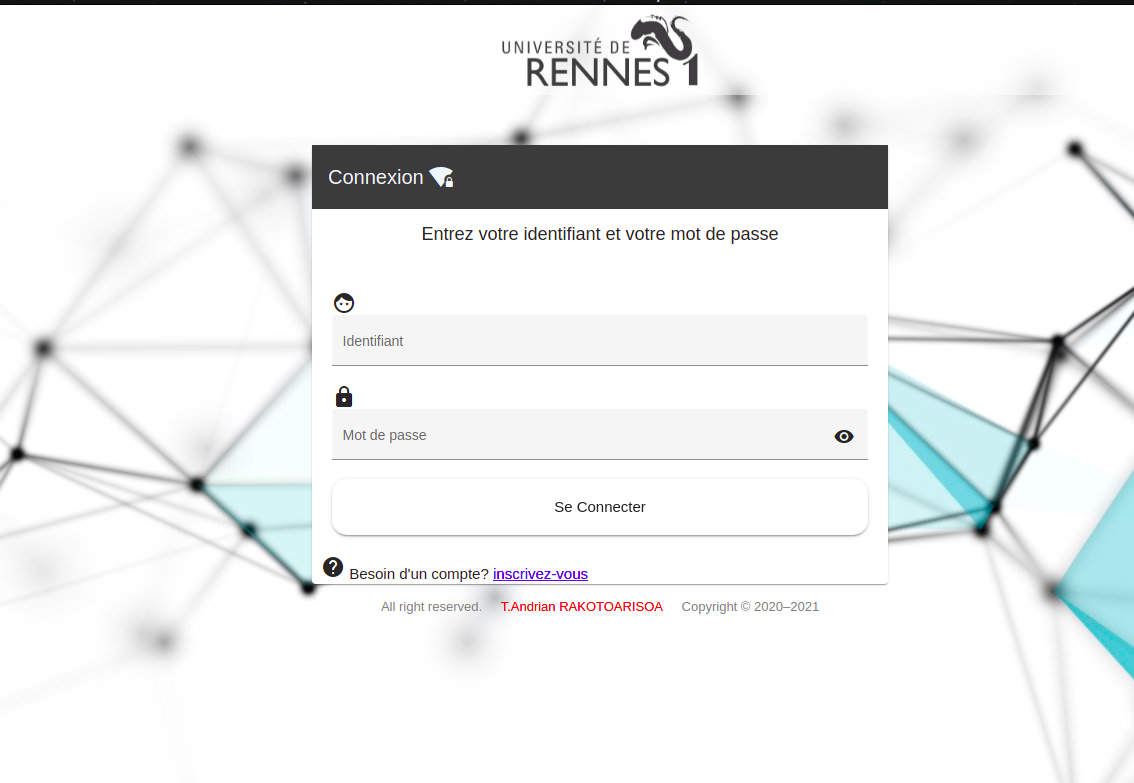 UNIVERSITÉ DE
RENNES 1
Connexion
Entrez votre identifiant et votre mot de passe
Identifiant
Mot de passe
Se Connecter
Besoin d'un compte? inscrivez-vous
All right reserved. T.Andrian RAKOTOARISOA Copyright © 2020–2021